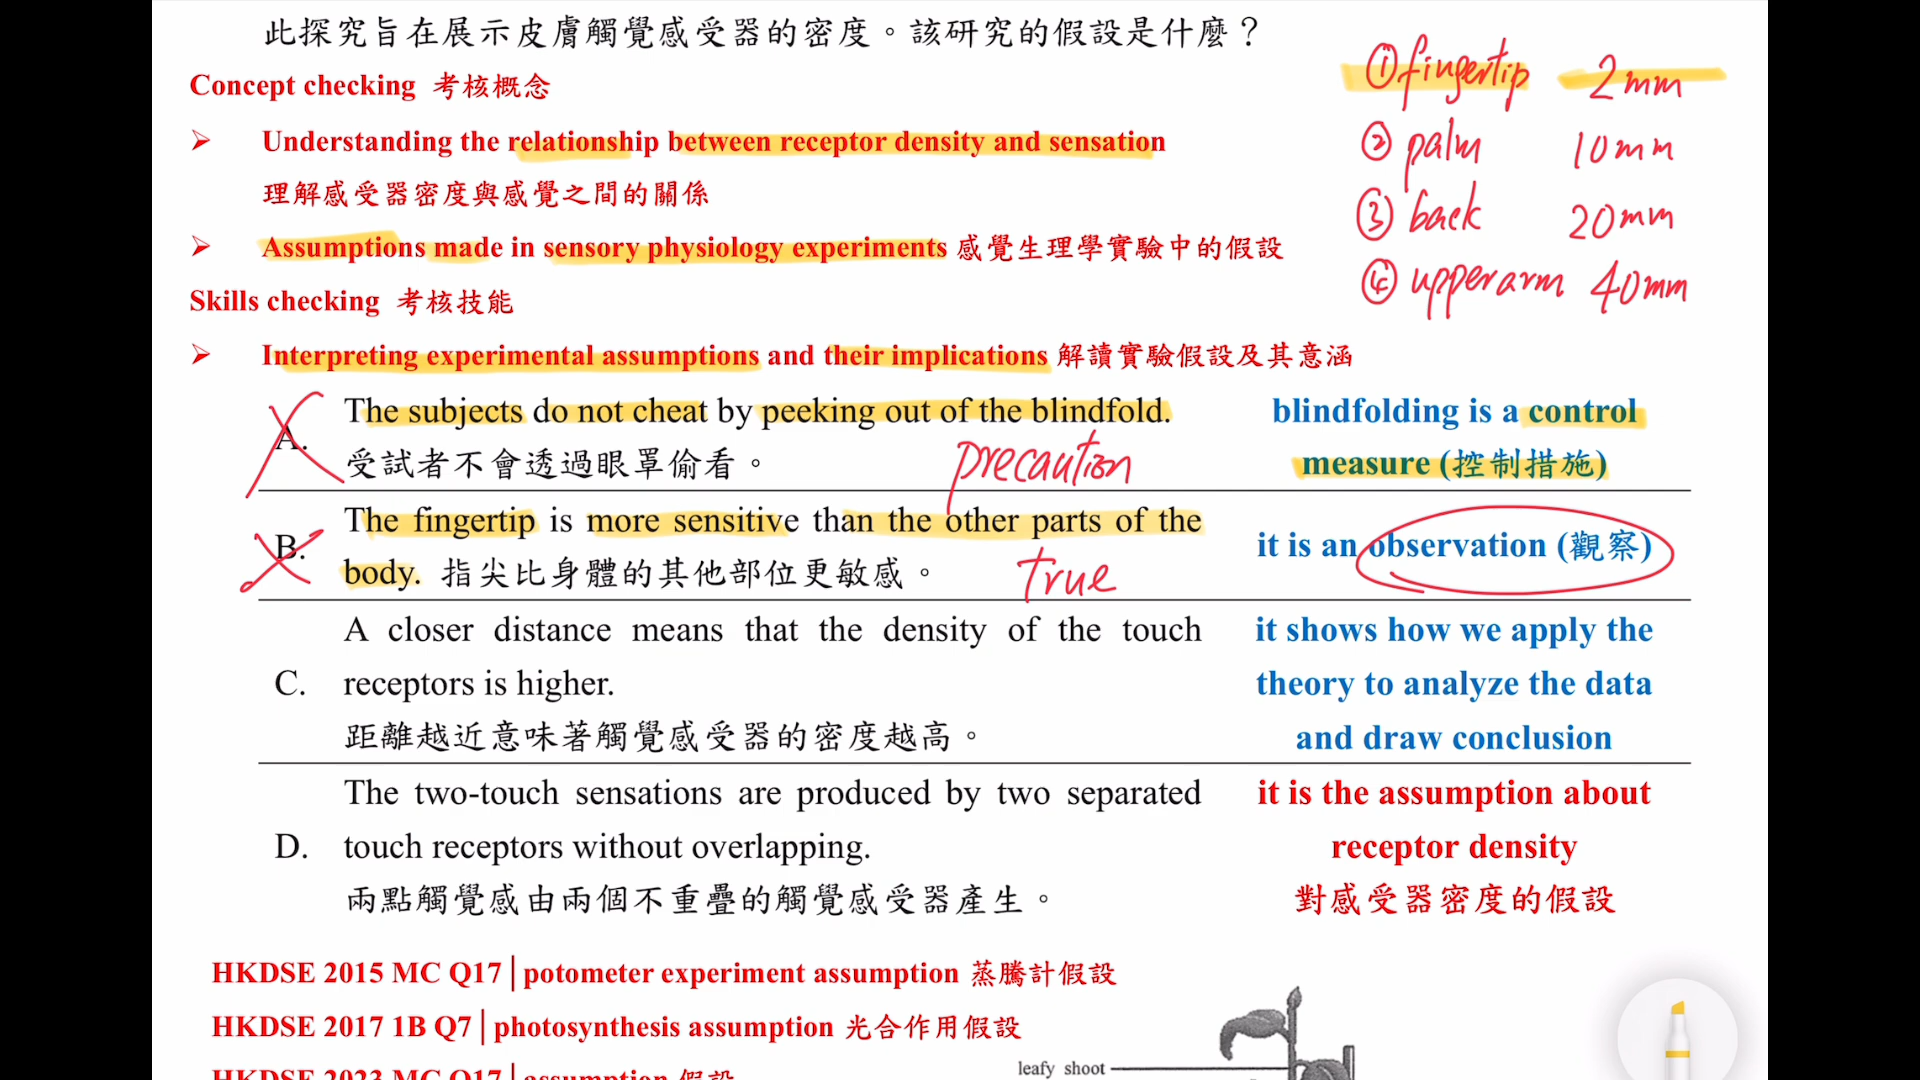 此探究旨在展示皮膚觸覺感受器的密度。該研究的假設是什麼？
Concept checking 考核概念
➢ Understanding the relationship between receptor density and sensation
理解感受器密度與感覺之間的關係
➢ Assumptions made in sensory physiology experiments 感覺生理學實驗中的假設
Skills checking 考核技能
➢ Interpreting experimental assumptions and their implications 解讀實驗假設及其意涵
① fingertip 2mm
② palm 10mm
③ back 20mm
④ upperarm 40mm
A. The subjects do not cheat by peeking out of the blindfold.
受試者不會透過眼罩偷看。
precaution
blindfolding is a control
measure (控制措施)
B. The fingertip is more sensitive than the other parts of the
body. 指尖比身體的其他部位更敏感。
true
it is an observation (觀察)
C. A closer distance means that the density of the touch
receptors is higher.
距離越近意味著觸覺感受器的密度越高。
it shows how we apply the
theory to analyze the data
and draw conclusion
D. The two-touch sensations are produced by two separated
touch receptors without overlapping.
兩點觸覺感由兩個不重疊的觸覺感受器產生。
it is the assumption about
receptor density
對感受器密度的假設
HKDSE 2015 MC Q17│potometer experiment assumption 蒸騰計假設
HKDSE 2017 1B Q7│photosynthesis assumption 光合作用假設
HKDSE 2023 MC Q17│assumption 假設
leafy shoot